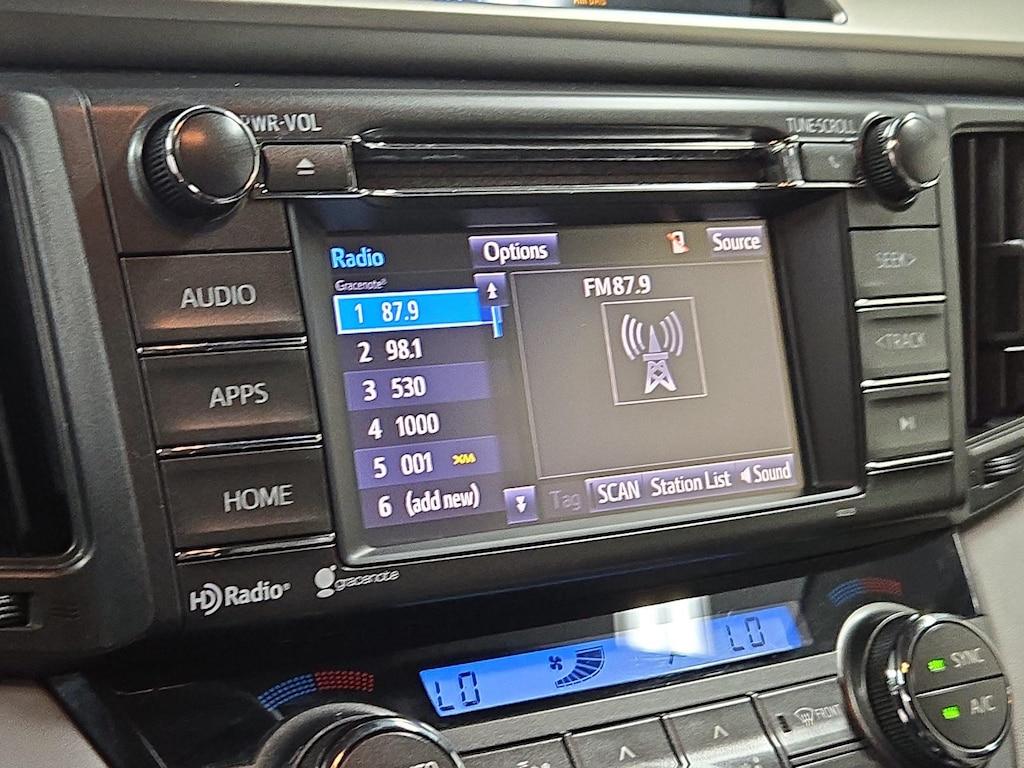 PWR-VOL
TUNE·SCROLL
AUDIO
APPS
HOME
SEEK>
<TRACK
Radio
Options
Source
Gracenote®
1 87.9
2 98.1
3 530
4 1000
5 001 XM
6 (add new)
FM87.9
Tag
SCAN
Station List
Sound
HD Radio®
gracenote
LO
LO
SYNC
A/C
FRONT